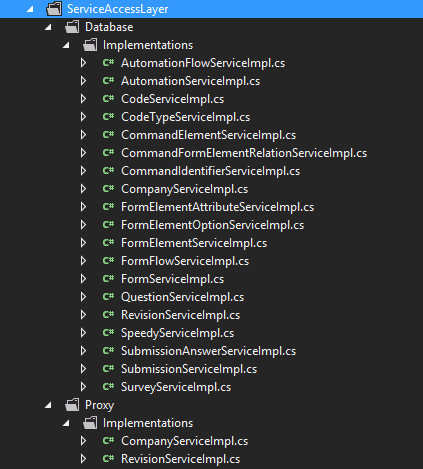 ServiceAccessLayer
Database
Implementations
C# AutomationFlowServiceImpl.cs
C# AutomationServiceImpl.cs
C# CodeServiceImpl.cs
C# CodeTypeServiceImpl.cs
C# CommandElementServiceImpl.cs
C# CommandFormElementRelationServiceImpl.cs
C# CommandIdentifierServiceImpl.cs
C# CompanyServiceImpl.cs
C# FormElementAttributeServiceImpl.cs
C# FormElementOptionServiceImpl.cs
C# FormElementServiceImpl.cs
C# FormFlowServiceImpl.cs
C# FormServiceImpl.cs
C# QuestionServiceImpl.cs
C# RevisionServiceImpl.cs
C# SpeedyServiceImpl.cs
C# SubmissionAnswerServiceImpl.cs
C# SubmissionServiceImpl.cs
C# SurveyServiceImpl.cs
Proxy
Implementations
C# CompanyServiceImpl.cs
C# RevisionServiceImpl.cs